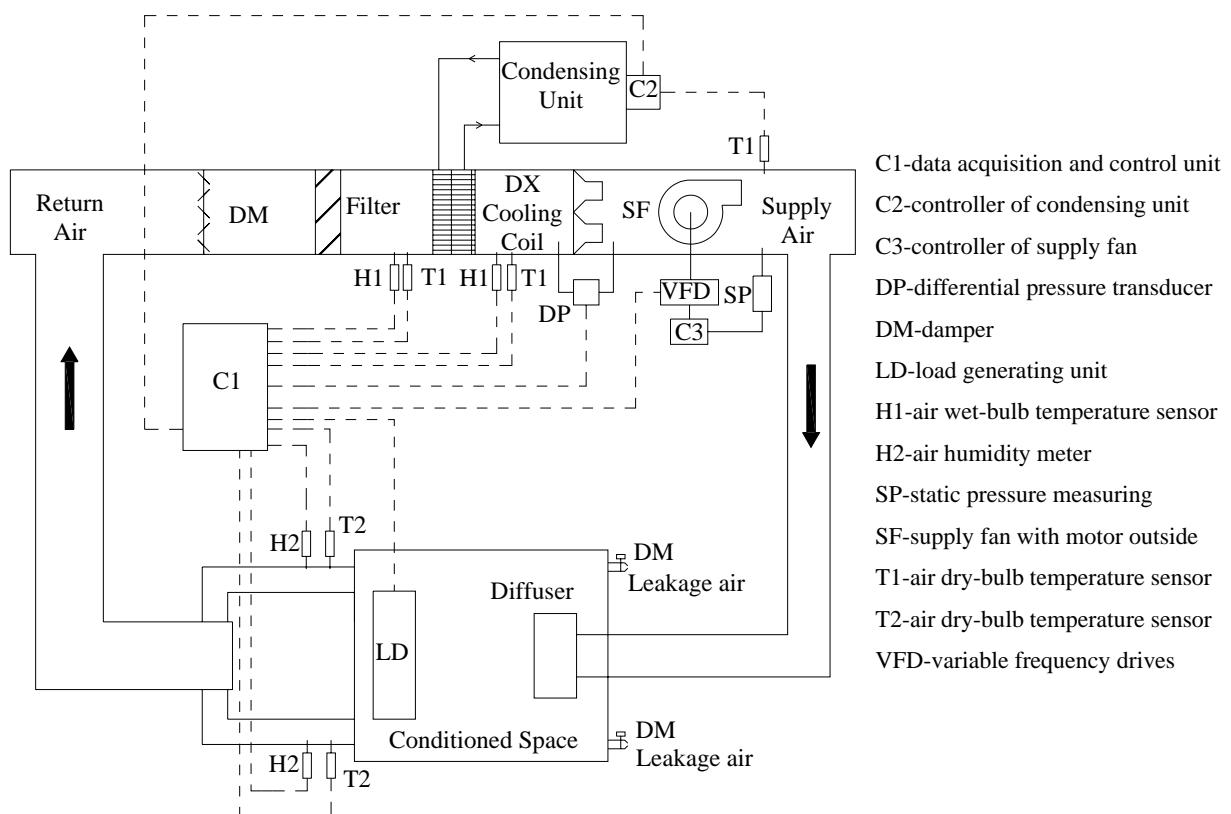 Condensing
Unit
C2
T1
Return
Air
DM
Filter
DX
Cooling
Coil
SF
Supply
Air
H1
T1
H1
T1
DP
VFD
SP
C3
C1
H2
T2
DM
Leakage air
Diffuser
LD
DM
Leakage air
Conditioned Space
H2
T2
C1-data acquisition and control unit
C2-controller of condensing unit
C3-controller of supply fan
DP-differential pressure transducer
DM-damper
LD-load generating unit
H1-air wet-bulb temperature sensor
H2-air humidity meter
SP-static pressure measuring
SF-supply fan with motor outside
T1-air dry-bulb temperature sensor
T2-air dry-bulb temperature sensor
VFD-variable frequency drives